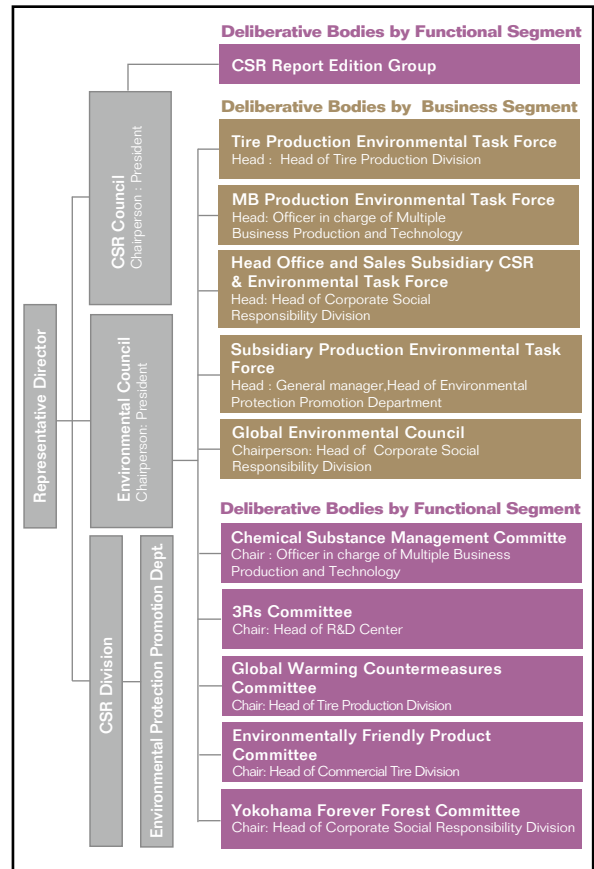 Deliberative Bodies by Functional Segment
CSR Report Edition Group
Deliberative Bodies by Business Segment
Tire Production Environmental Task Force
Head : Head of Tire Production Division
MB Production Environmental Task Force
Head: Officer in charge of Multiple
Business Production and Technology
Head Office and Sales Subsidiary CSR
& Environmental Task Force
Head: Head of Corporate Social
Responsibility Division
Subsidiary Production Environmental Task
Force
Head : General manager,Head of Environmental
Protection Promotion Department
Global Environmental Council
Chairperson: Head of Corporate Social
Responsibility Division
Deliberative Bodies by Functional Segment
Chemical Substance Management Committe
Chair : Officer in charge of Multiple Business
Production and Technology
3Rs Committee
Chair: Head of R&D Center
Global Warming Countermeasures
Committee
Chair: Head of Tire Production Division
Environmentally Friendly Product
Committee
Chair: Head of Commercial Tire Division
Yokohama Forever Forest Committee
Chair: Head of Corporate Social Responsibility Division
Representative Director
CSR Council
Chairperson : President
Environmental Council
Chairperson: President
CSR Division
Environmental Protection Promotion Dept.